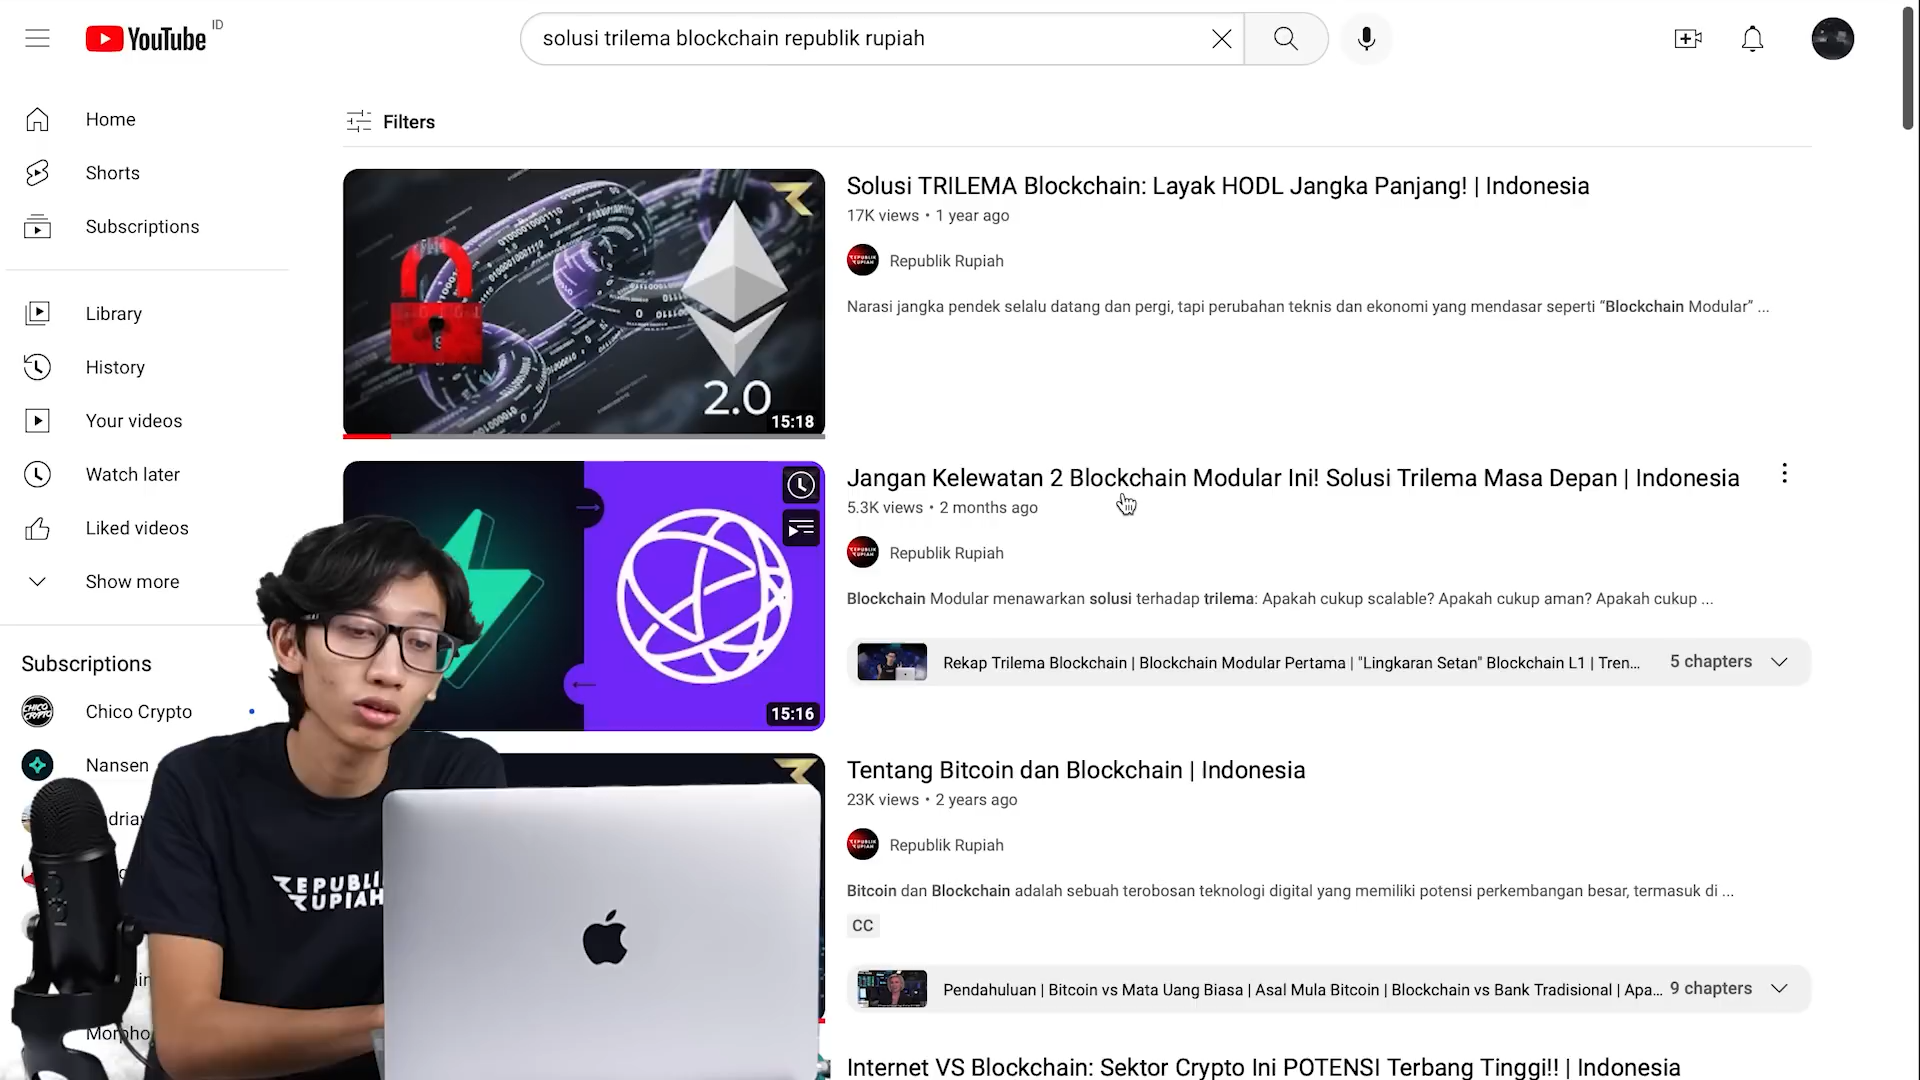 YouTube ID
solusi trilema blockchain republik rupiah
Home
Shorts
Subscriptions
Library
History
Your videos
Watch later
Liked videos
Show more
Subscriptions
Chico Crypto
Nansen
Morpho
Filters
2.0
15:18
Solusi TRILEMA Blockchain: Layak HODL Jangka Panjang! | Indonesia
17K views • 1 year ago
Republik Rupiah
Narasi jangka pendek selalu datang dan pergi, tapi perubahan teknis dan ekonomi yang mendasar seperti “Blockchain Modular” ...
15:16
Jangan Kelewatan 2 Blockchain Modular Ini! Solusi Trilema Masa Depan | Indonesia
5.3K views • 2 months ago
Republik Rupiah
Blockchain Modular menawarkan solusi terhadap trilema: Apakah cukup scalable? Apakah cukup aman? Apakah cukup ...
Rekap Trilema Blockchain | Blockchain Modular Pertama | "Lingkaran Setan" Blockchain L1 | Tren...
5 chapters
Tentang Bitcoin dan Blockchain | Indonesia
23K views • 2 years ago
Republik Rupiah
Bitcoin dan Blockchain adalah sebuah terobosan teknologi digital yang memiliki potensi perkembangan besar, termasuk di ...
CC
Pendahuluan | Bitcoin vs Mata Uang Biasa | Asal Mula Bitcoin | Blockchain vs Bank Tradisional | Apa...
9 chapters
Internet VS Blockchain: Sektor Crypto Ini POTENSI Terbang Tinggi!! | Indonesia
REPUBLI
RUPIAH